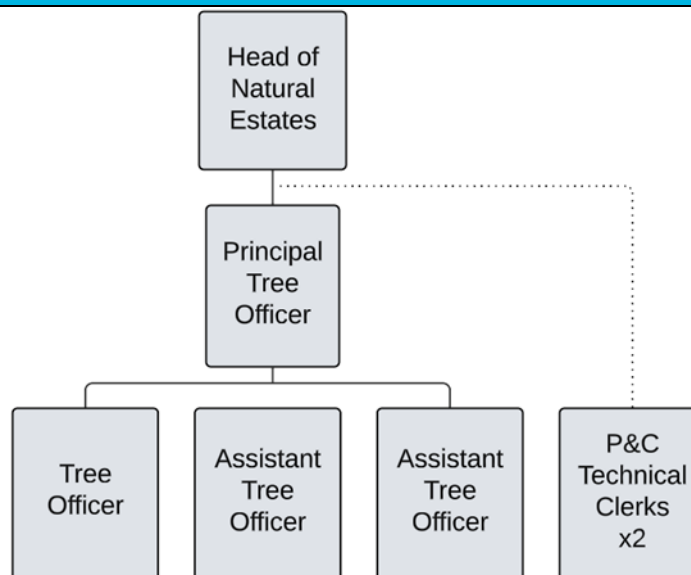 Head of
Natural
Estates
Principal
Tree
Officer
Tree
Officer
Assistant
Tree
Officer
Assistant
Tree
Officer
P&C
Technical
Clerks
x2